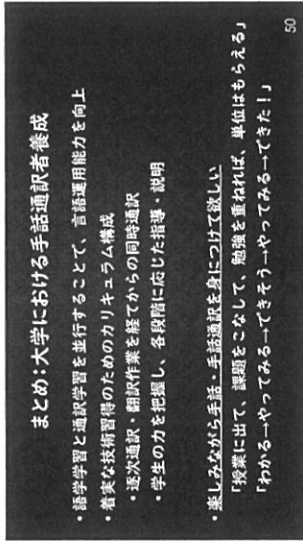 まとめ：大学における手話通訳者養成
・語学学習と通訳学習を並行することで、言語運用能力を向上
・着実な技術習得のためのカリキュラム構成
・逐次通訳・翻訳作業を経てからの同時通訳
・学生の力を把握し、各段階に応じた指導・説明
・楽しみながら手話・手話通訳を身につけて欲しい
「授業に出て、課題をこなして、勉強を重ねれば、単位はもらえる」
「わかる→やってみる→できそう→やってみる→できた！」
50